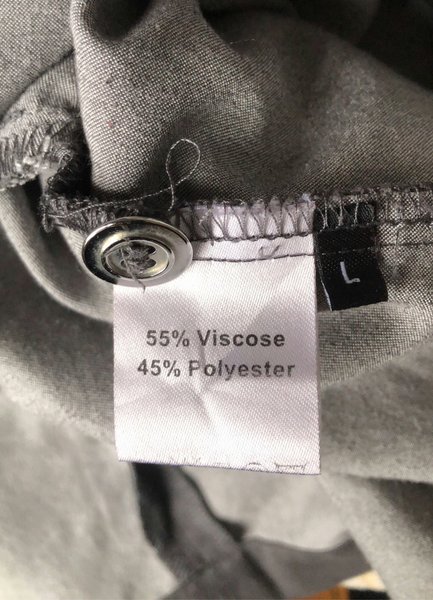 55% Viscose
45% Polyester
L